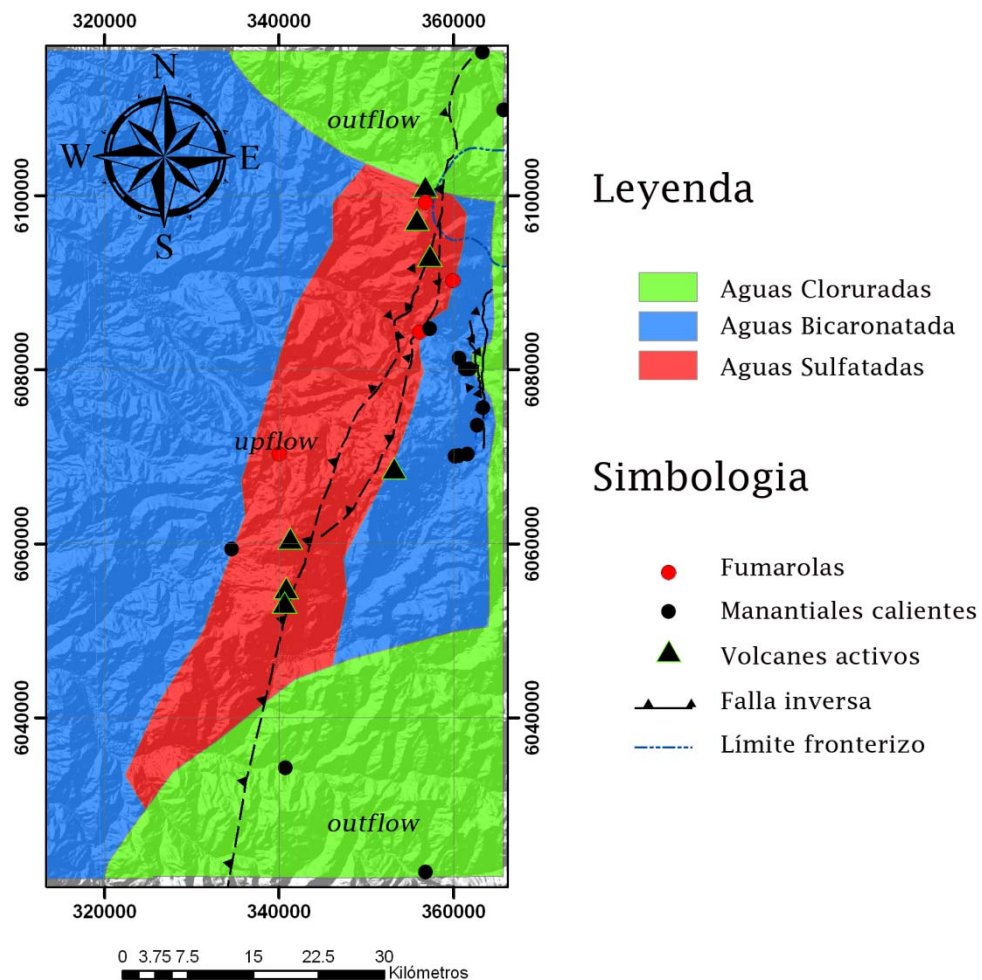 320000 340000 360000
N
W E
S
outflow
upflow
outflow
6100000 6100000
6080000 6080000
6060000 6060000
6040000 6040000
320000 340000 360000
0 3.75 7.5 15 22.5 30
Kilómetros
Leyenda
Aguas Cloruradas
Aguas Bicaronatada
Aguas Sulfatadas
Simbologia
Fumarolas
Manantiales calientes
Volcanes activos
Falla inversa
Límite fronterizo